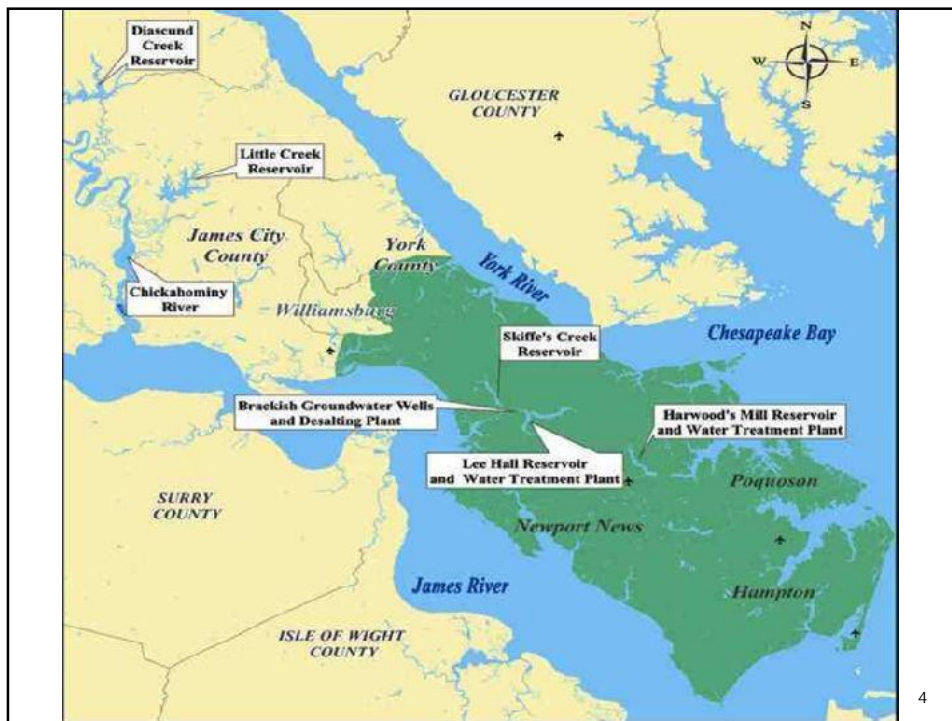 Diascund
Creek
Reservoir
N
W
E
S
GLOUCESTER
COUNTY
Little Creek
Reservoir
James City
County
York
County
York River
Chickahominy
River
Williamsburg
Skiffe's Creek
Reservoir
Chesapeake Bay
Brackish Groundwater Wells
and Desalting Plant
Harwood's Mill Reservoir
and Water Treatment Plant
Lee Hall Reservoir
and Water Treatment Plant
SURRY
COUNTY
Poquoson
Newport News
James River
Hampton
ISLE OF WIGHT
COUNTY
4